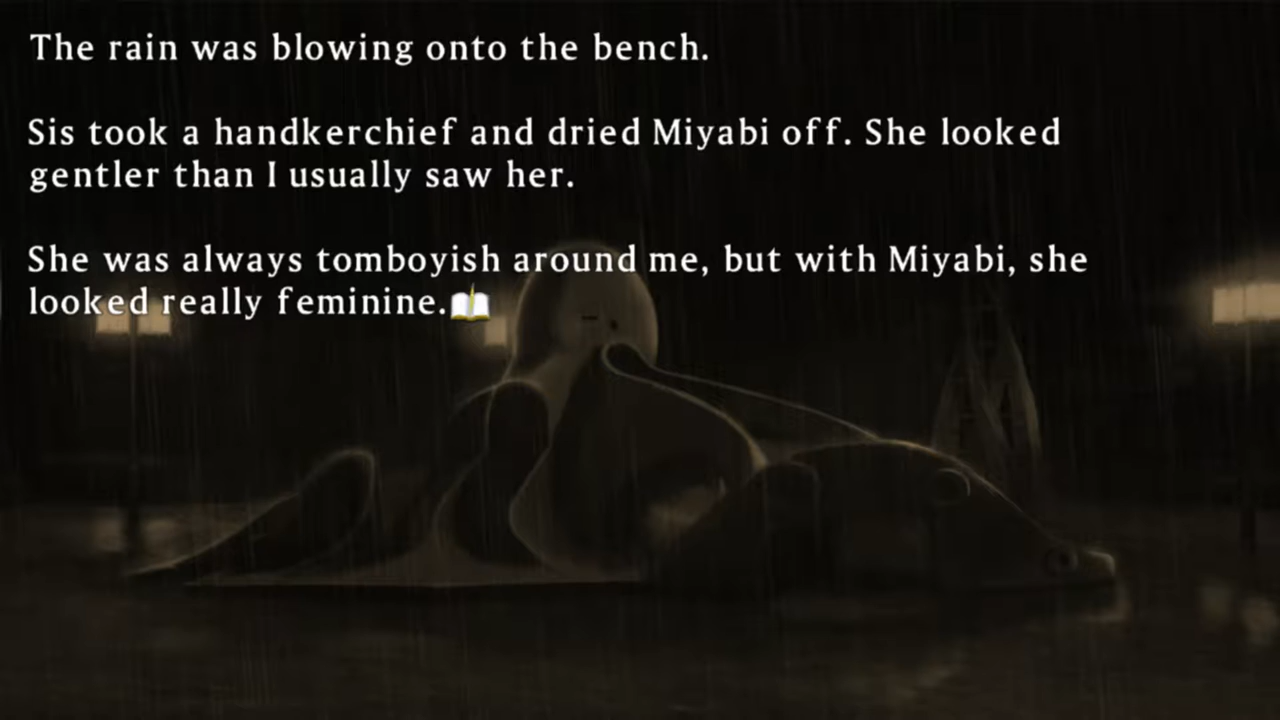 The rain was blowing onto the bench.
Sis took a handkerchief and dried Miyabi off. She looked
gentler than I usually saw her.
She was always tomboyish around me, but with Miyabi, she
looked really feminine.